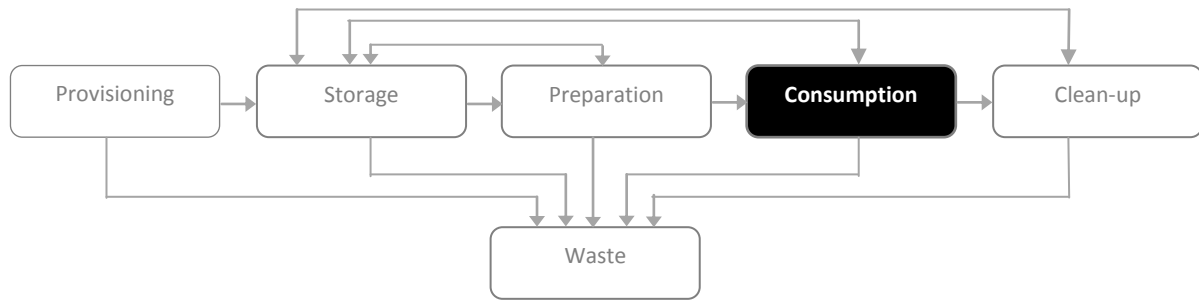 Provisioning
Storage
Preparation
Consumption
Clean-up
Waste